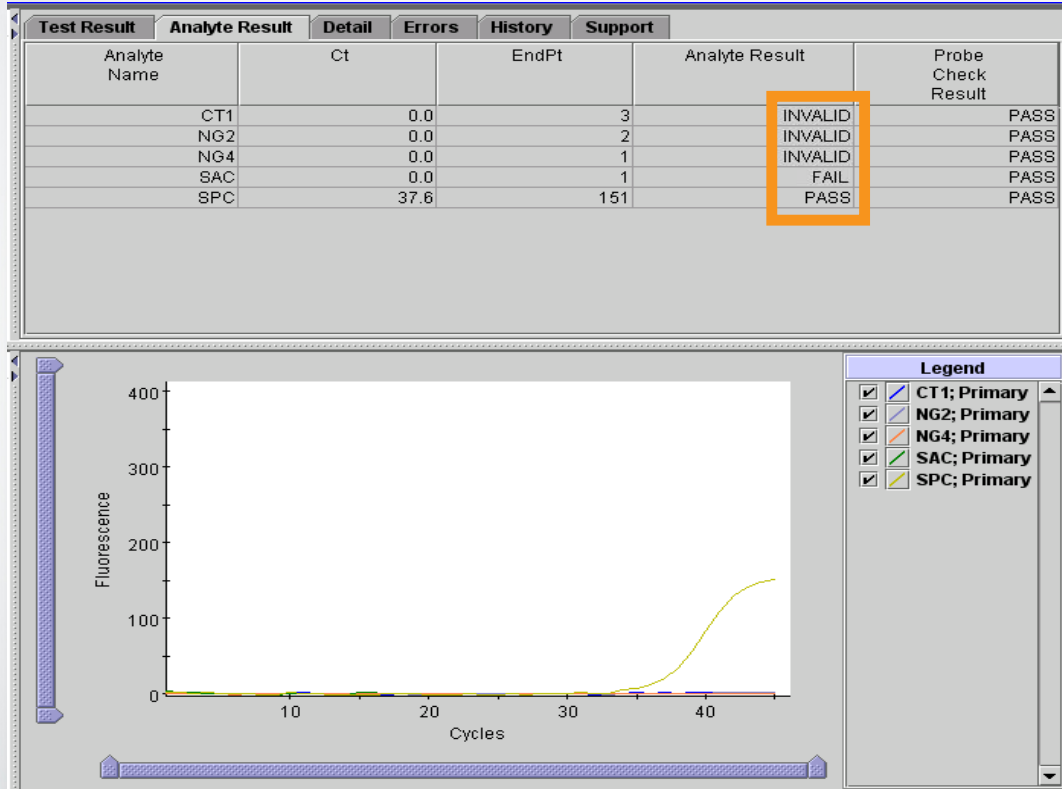 Test Result Analyte Result Detail Errors History Support
Analyte Name Ct EndPt Analyte Result Probe Check Result
CT1 0.0 3 INVALID PASS
NG2 0.0 2 INVALID PASS
NG4 0.0 1 INVALID PASS
SAC 0.0 1 FAIL PASS
SPC 37.6 151 PASS PASS
400
300
200
100
0
Fluorescence
10 20 30 40
Cycles
Legend
CT1; Primary
NG2; Primary
NG4; Primary
SAC; Primary
SPC; Primary